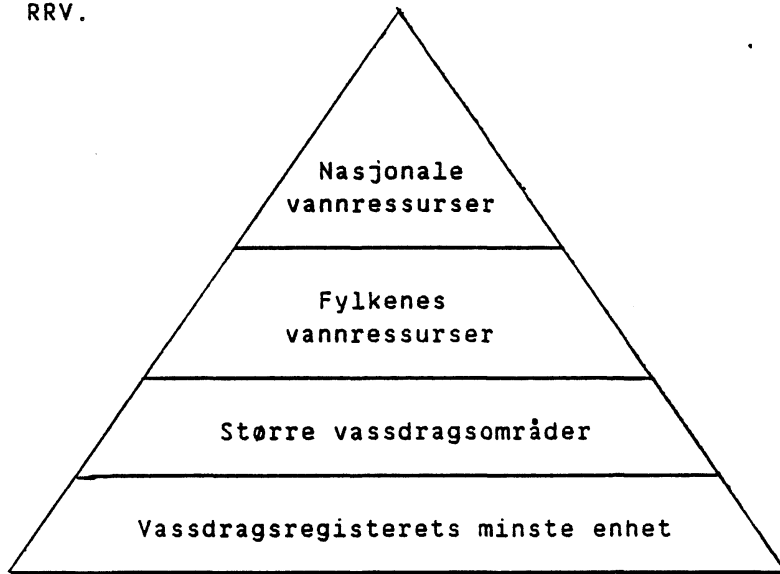 RRV.
Nasjonale
vannressurser
Fylkenes
vannressurser
Større vassdragsområder
Vassdragsregisterets minste enhet